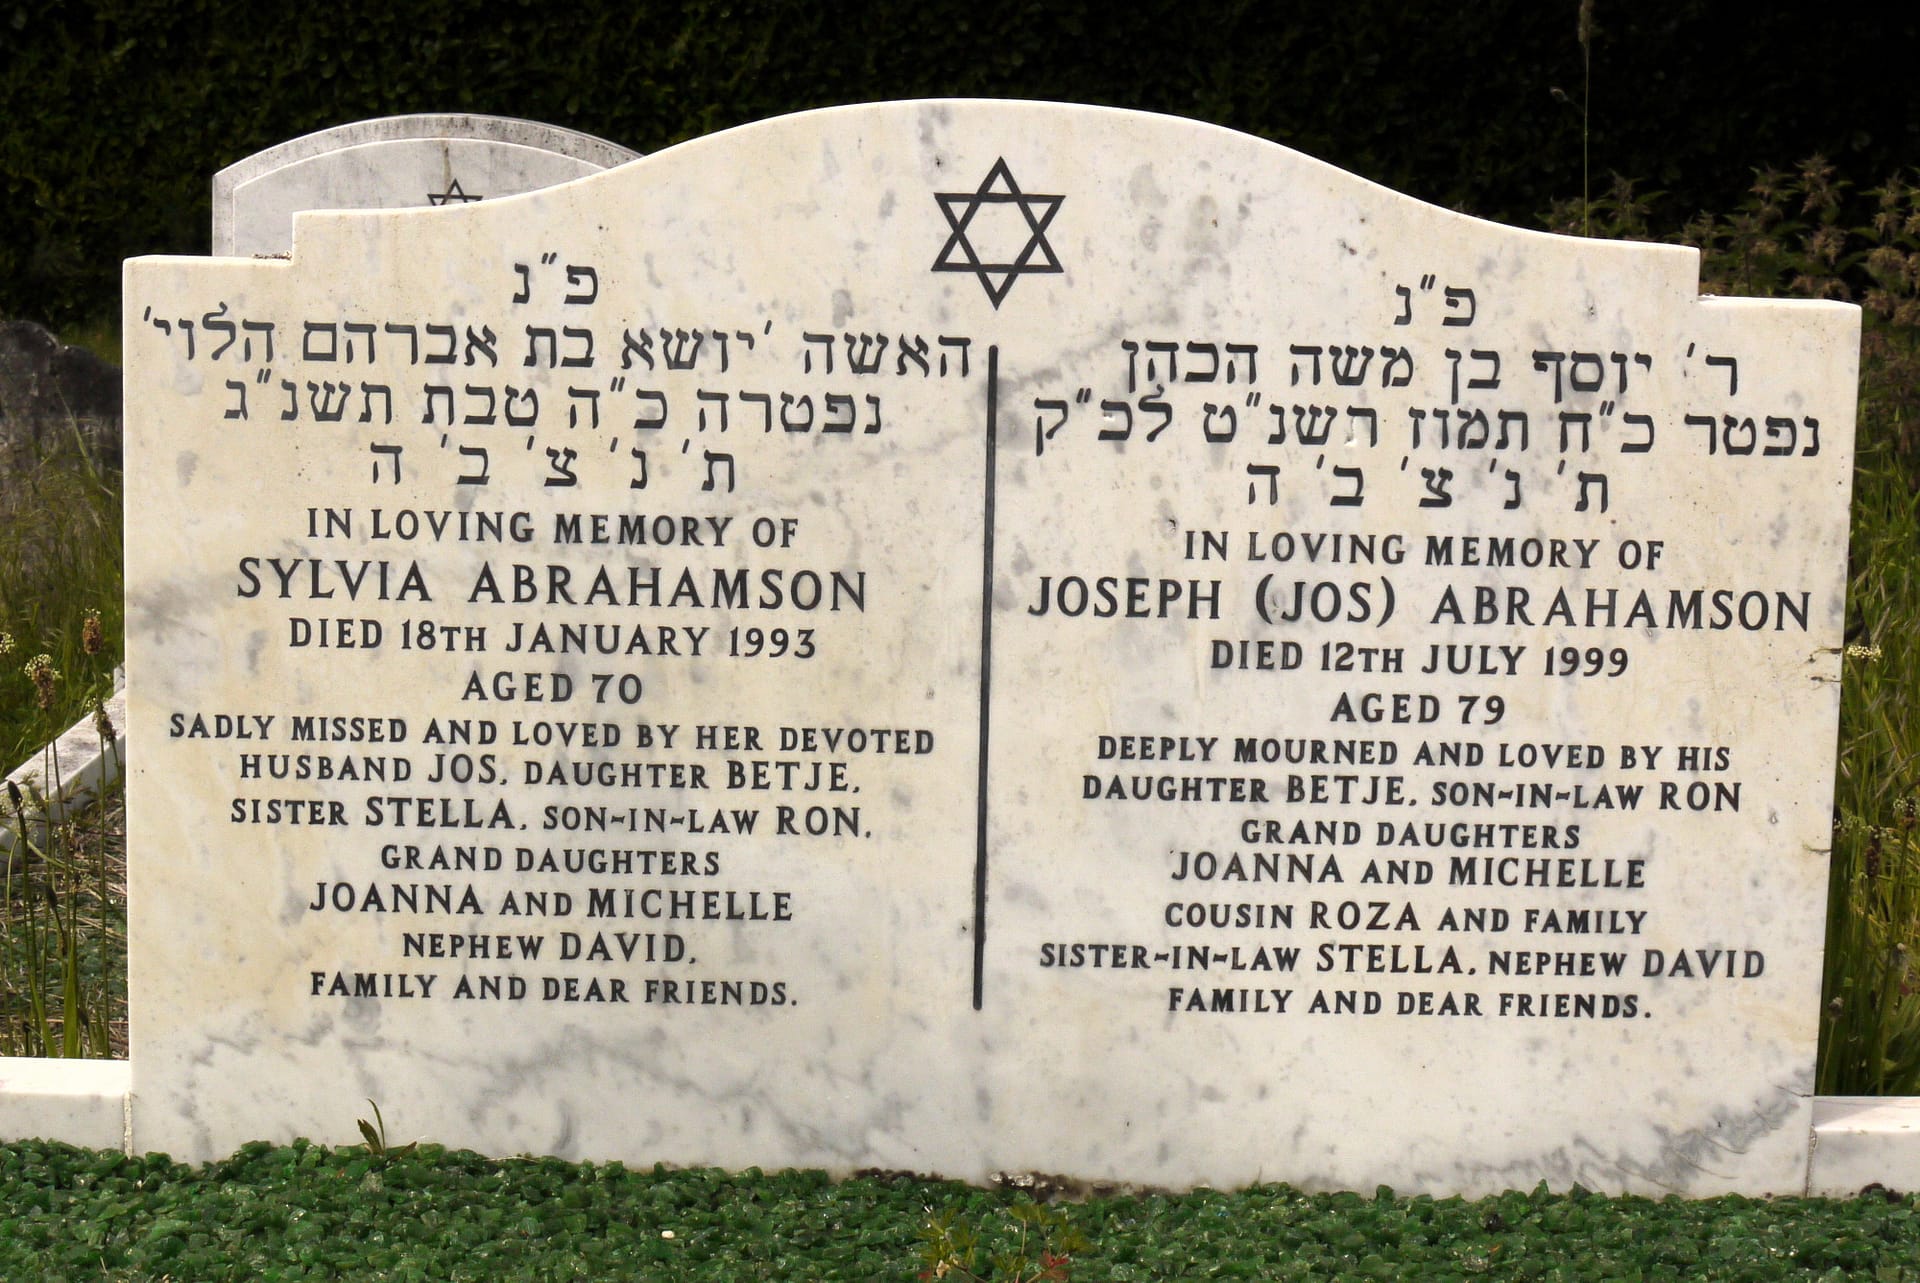 פ"נ
האשה 'יושא בת אברהם הלוי'
נפטרה כ"ה טבת תשנ"ג
ת' נ' צ' ב' ה
IN LOVING MEMORY OF
SYLVIA ABRAHAMSON
DIED 18TH JANUARY 1993
AGED 70
SADLY MISSED AND LOVED BY HER DEVOTED
HUSBAND JOS, DAUGHTER BETJE,
SISTER STELLA, SON-IN-LAW RON,
GRAND DAUGHTERS
JOANNA AND MICHELLE
NEPHEW DAVID,
FAMILY AND DEAR FRIENDS.
פ"נ
ר' יוסף בן משה הכהן
נפטר כ"ח תמוז תשנ"ט לכ"ק
ת' נ' צ' ב' ה
IN LOVING MEMORY OF
JOSEPH (JOS) ABRAHAMSON
DIED 12TH JULY 1999
AGED 79
DEEPLY MOURNED AND LOVED BY HIS
DAUGHTER BETJE, SON-IN-LAW RON
GRAND DAUGHTERS
JOANNA AND MICHELLE
COUSIN ROZA AND FAMILY
SISTER-IN-LAW STELLA, NEPHEW DAVID
FAMILY AND DEAR FRIENDS.